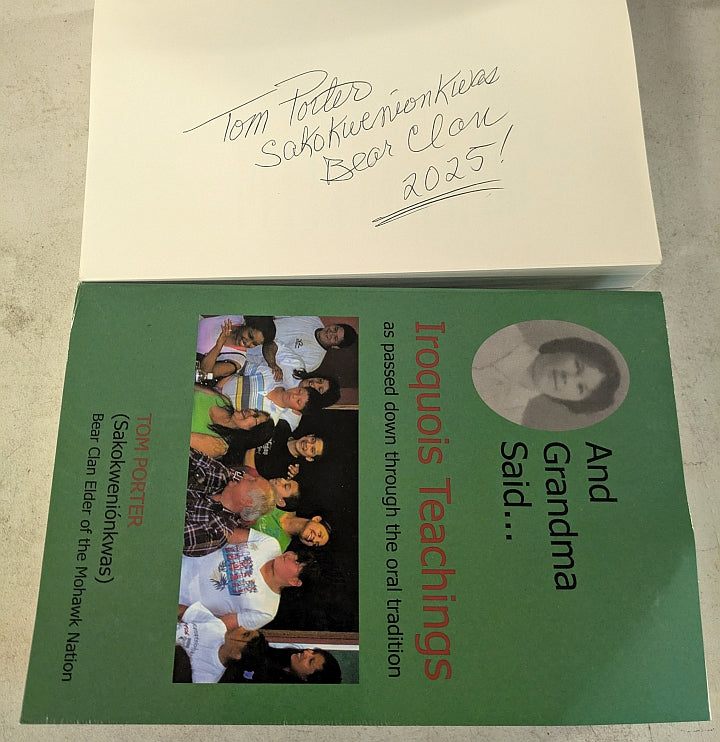 Tom Porter
Sakokweniónkwas
Bear Clan
2025!
And
Grandma
Said...
Iroquois Teachings
as passed down through the oral tradition
TOM PORTER
(Sakokweniónkwas)
Bear Clan Elder of the Mohawk Nation